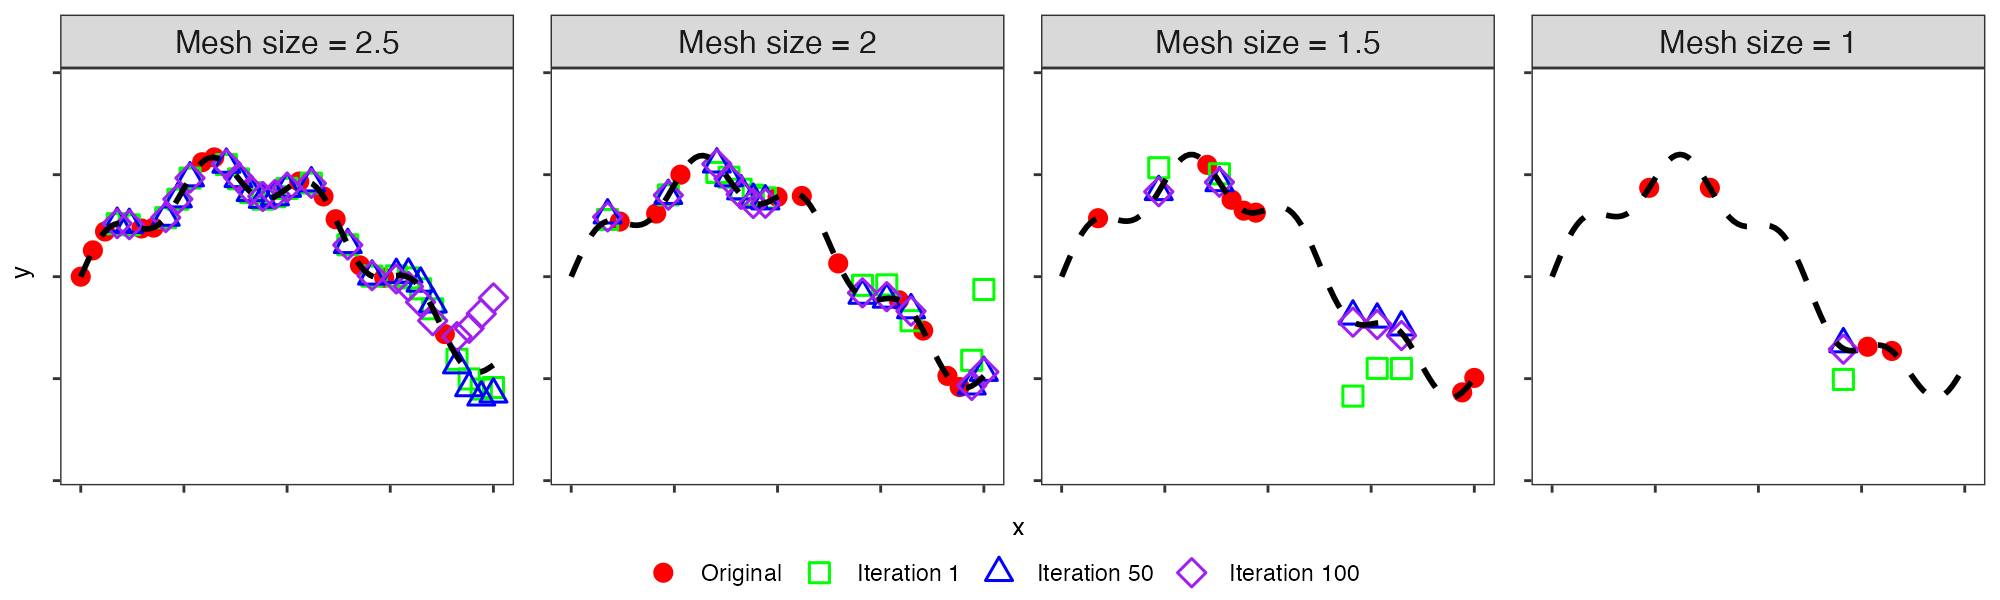 Mesh size = 2.5
Mesh size = 2
Mesh size = 1.5
Mesh size = 1
y
x
Original
Iteration 1
Iteration 50
Iteration 100